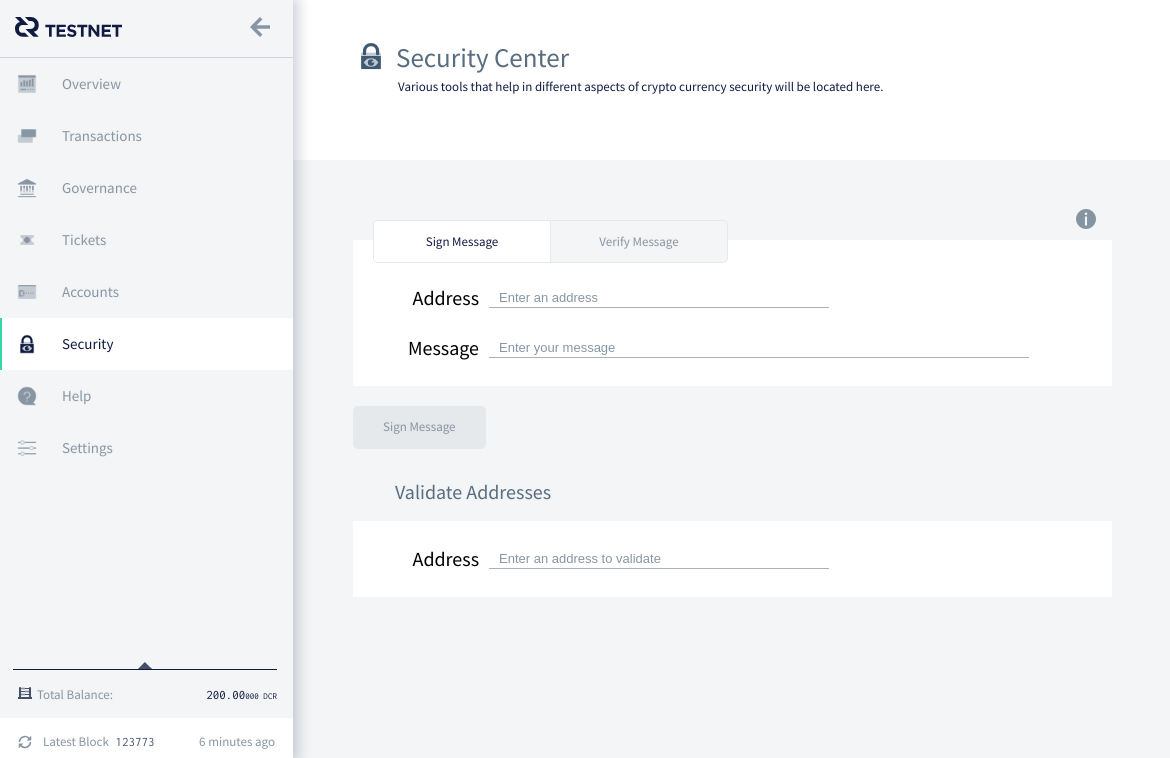 TESTNET
Overview
Transactions
Governance
Tickets
Accounts
Security
Help
Settings
Total Balance: 200.00000 DCR
Latest Block 123773 6 minutes ago
Security Center
Various tools that help in different aspects of crypto currency security will be located here.
Sign Message Verify Message
Address Enter an address
Message Enter your message
Sign Message
Validate Addresses
Address Enter an address to validate